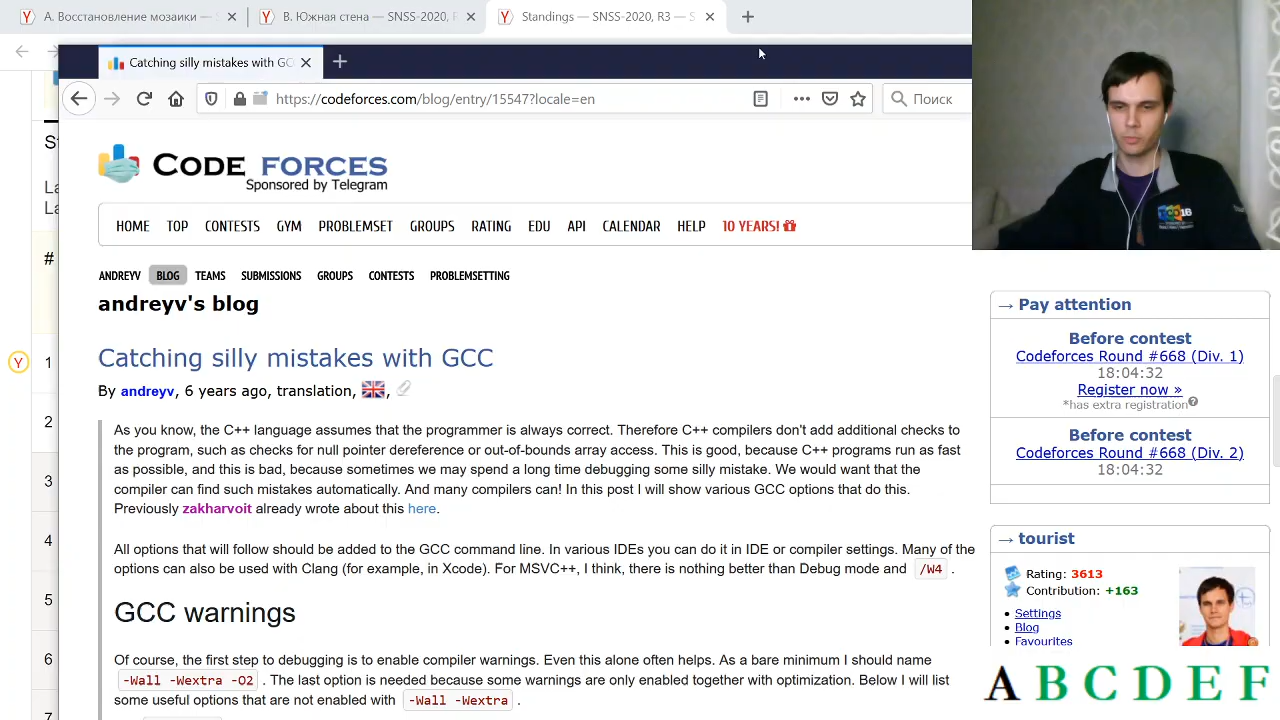 А. Восстановление мозаики —
В. Южная стена — SNSS-2020, R
Standings — SNSS-2020, R3 — S
Catching silly mistakes with GC
https://codeforces.com/blog/entry/15547?locale=en
Поиск
CODE FORCES
Sponsored by Telegram
HOME TOP CONTESTS GYM PROBLEMSET GROUPS RATING EDU API CALENDAR HELP 10 YEARS!
ANDREYV BLOG TEAMS SUBMISSIONS GROUPS CONTESTS PROBLEMSETTING
andreyv's blog
Catching silly mistakes with GCC
By andreyv, 6 years ago, translation,
As you know, the C++ language assumes that the programmer is always correct. Therefore C++ compilers don't add additional checks to
the program, such as checks for null pointer dereference or out-of-bounds array access. This is good, because C++ programs run as fast
as possible, and this is bad, because sometimes we may spend a long time debugging some silly mistake. We would want that the
compiler can find such mistakes automatically. And many compilers can! In this post I will show various GCC options that do this.
Previously zakharvoit already wrote about this here.
All options that will follow should be added to the GCC command line. In various IDEs you can do it in IDE or compiler settings. Many of the
options can also be used with Clang (for example, in Xcode). For MSVC++, I think, there is nothing better than Debug mode and /W4 .
GCC warnings
Of course, the first step to debugging is to enable compiler warnings. Even this alone often helps. As a bare minimum I should name
-Wall -Wextra -O2 . The last option is needed because some warnings are only enabled together with optimization. Below I will list
some useful options that are not enabled with -Wall -Wextra .
St
La
La
#
Y
1
2
3
4
5
6
7
→ Pay attention
Before contest
Codeforces Round #668 (Div. 1)
18:04:32
Register now »
*has extra registration
Before contest
Codeforces Round #668 (Div. 2)
18:04:32
→ tourist
Rating: 3613
Contribution: +163
Settings
Blog
Favourites
A B C D E F